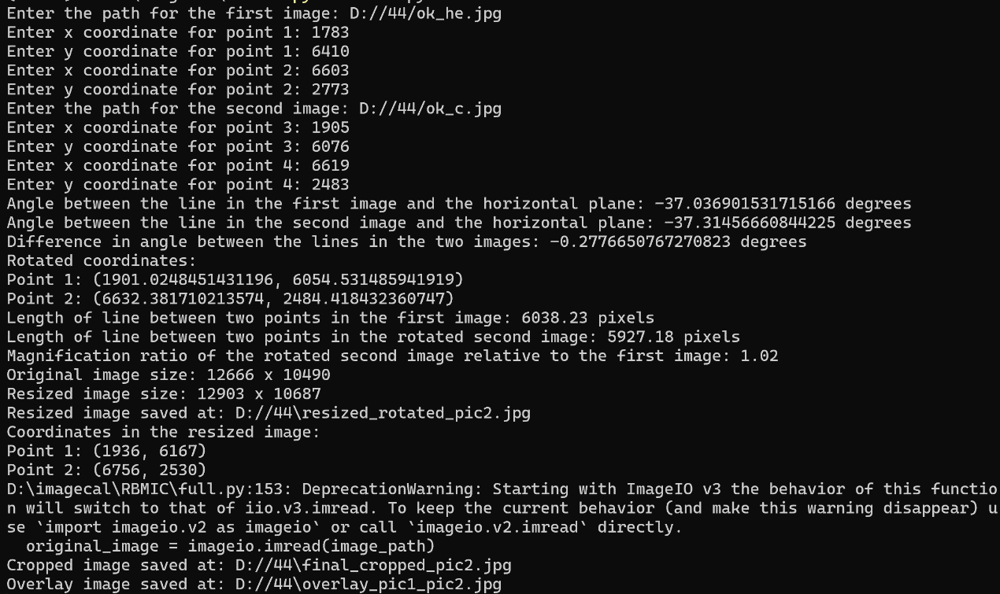 Enter the path for the first image: D://44/ok_he.jpg
Enter x coordinate for point 1: 1783
Enter y coordinate for point 1: 6410
Enter x coordinate for point 2: 6603
Enter y coordinate for point 2: 2773
Enter the path for the second image: D://44/ok_c.jpg
Enter x coordinate for point 3: 1905
Enter y coordinate for point 3: 6076
Enter x coordinate for point 4: 6619
Enter y coordinate for point 4: 2483
Angle between the line in the first image and the horizontal plane: -37.036901531715166 degrees
Angle between the line in the second image and the horizontal plane: -37.31456660844225 degrees
Difference in angle between the lines in the two images: -0.2776650767270823 degrees
Rotated coordinates:
Point 1: (1901.0248451431196, 6054.531485941919)
Point 2: (6632.381710213574, 2484.418432360747)
Length of line between two points in the first image: 6038.23 pixels
Length of line between two points in the rotated second image: 5927.18 pixels
Magnification ratio of the rotated second image relative to the first image: 1.02
Original image size: 12666 x 10490
Resized image size: 12903 x 10687
Resized image saved at: D://44\resized_rotated_pic2.jpg
Coordinates in the resized image:
Point 1: (1936, 6167)
Point 2: (6756, 2530)
D:\imagecal\RBMIC\full.py:153: DeprecationWarning: Starting with ImageIO v3 the behavior of this functio
n will switch to that of iio.v3.imread. To keep the current behavior (and make this warning disappear) u
se `import imageio.v2 as imageio` or call `imageio.v2.imread` directly.
  original_image = imageio.imread(image_path)
Cropped image saved at: D://44\final_cropped_pic2.jpg
Overlay image saved at: D://44\overlay_pic1_pic2.jpg